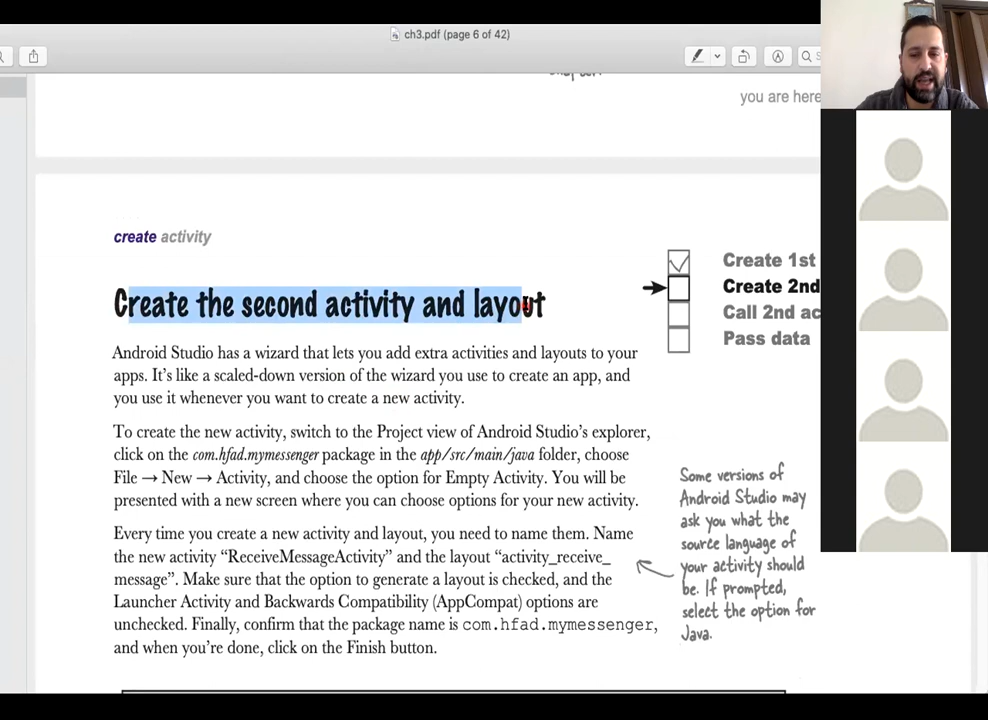 ch3.pdf (page 6 of 42)
you are here
create activity
Create the second activity and layout
Create 1st
Create 2nd
Call 2nd ac
Pass data
Android Studio has a wizard that lets you add extra activities and layouts to your
apps. It's like a scaled-down version of the wizard you use to create an app, and
you use it whenever you want to create a new activity.
To create the new activity, switch to the Project view of Android Studio's explorer,
click on the com.hfad.mymessenger package in the app/src/main/java folder, choose
File → New → Activity, and choose the option for Empty Activity. You will be
presented with a new screen where you can choose options for your new activity.
Every time you create a new activity and layout, you need to name them. Name
the new activity “ReceiveMessageActivity” and the layout “activity_receive_
message”. Make sure that the option to generate a layout is checked, and the
Launcher Activity and Backwards Compatibility (AppCompat) options are
unchecked. Finally, confirm that the package name is com.hfad.mymessenger,
and when you're done, click on the Finish button.
Some versions of
Android Studio may
ask you what the
source language of
your activity should
be. If prompted,
select the option for
Java.